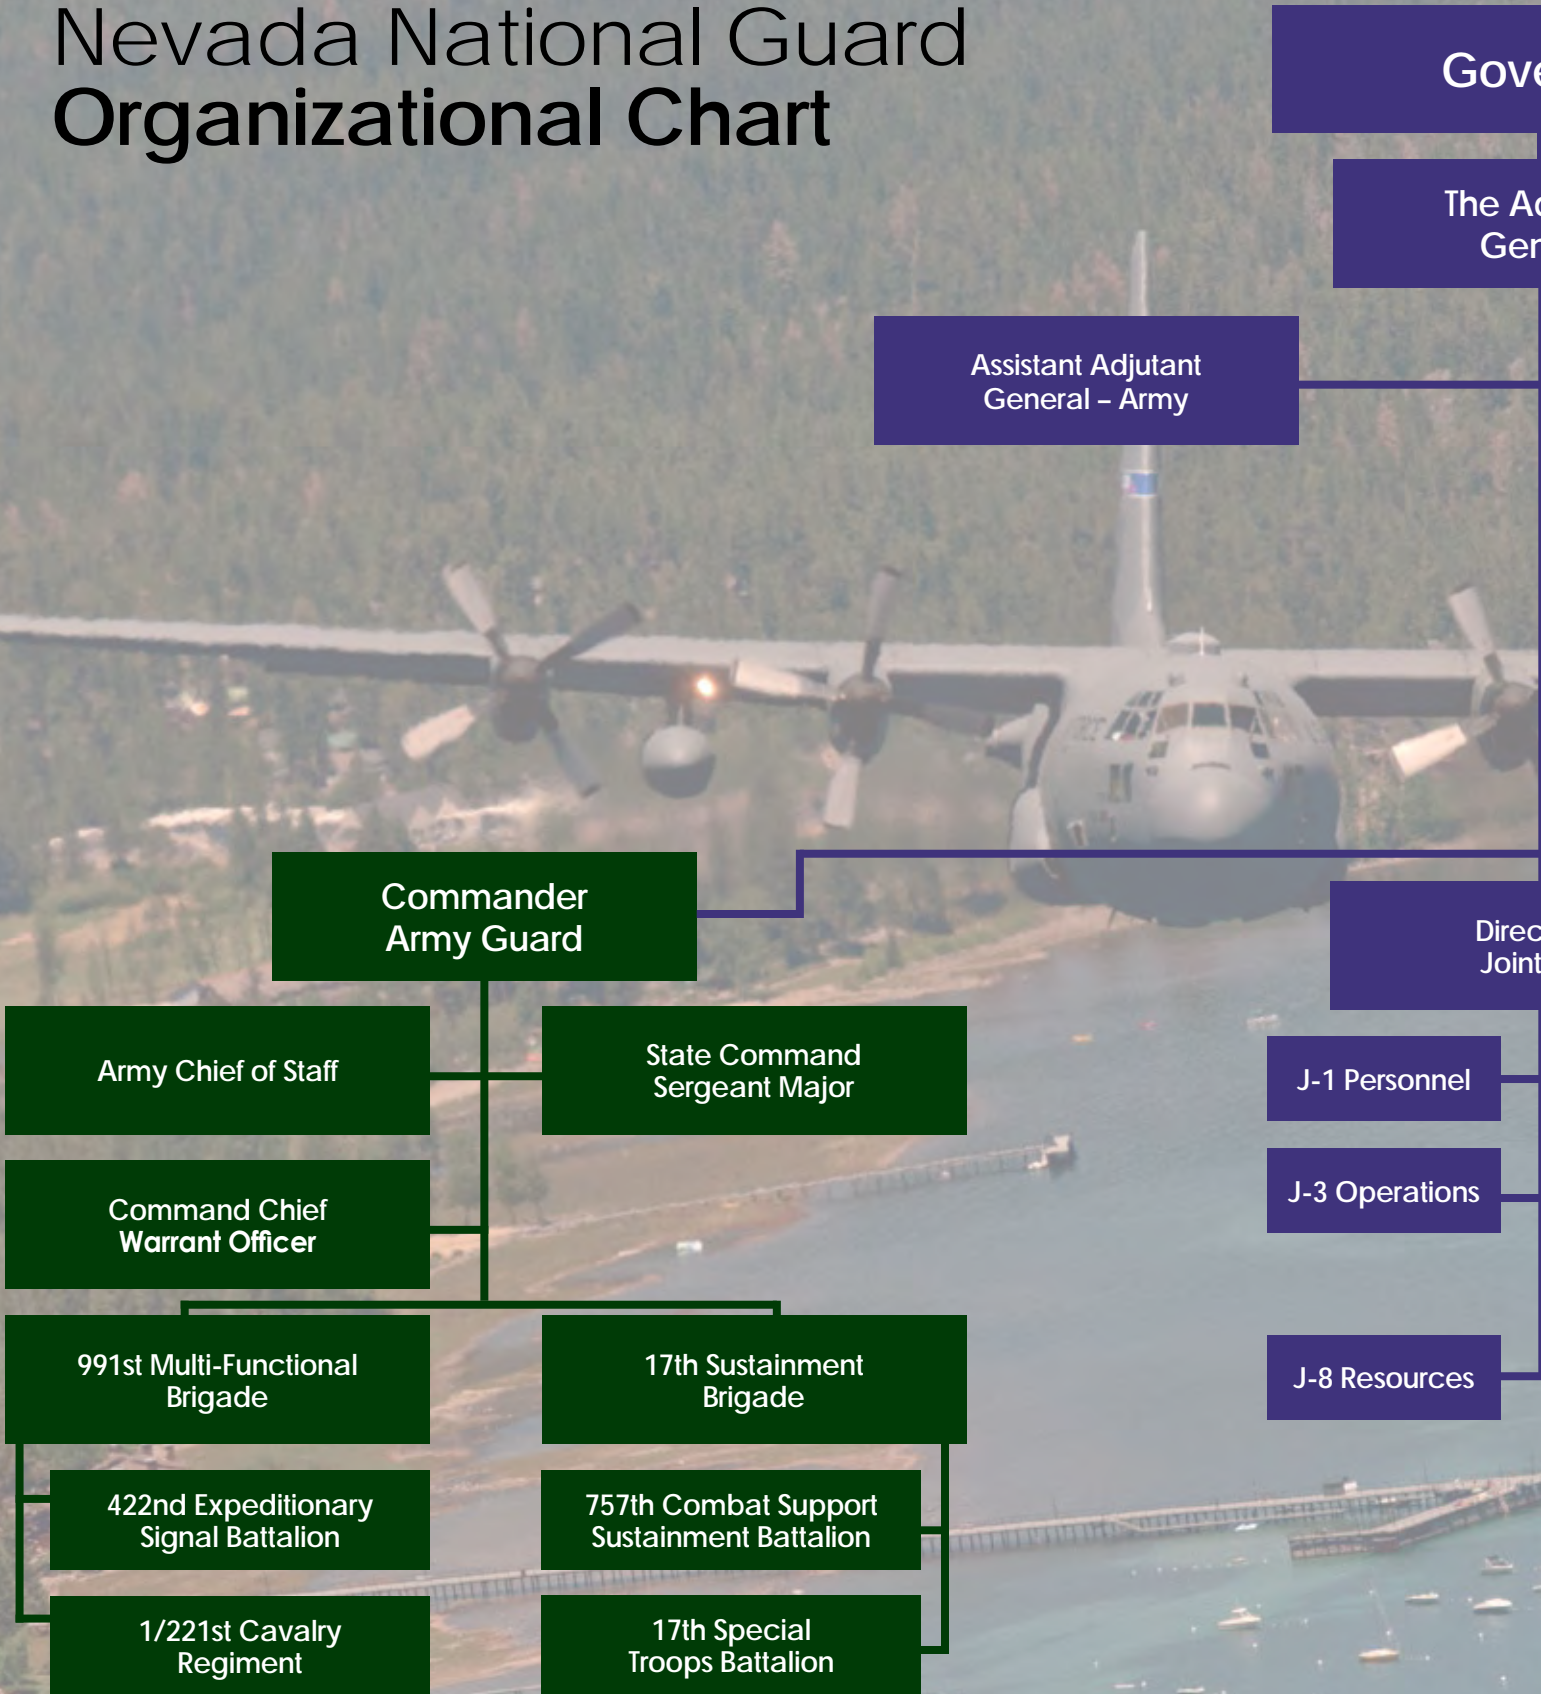 Nevada National Guard
Organizational Chart
The
Assistant Adjutant
General – Army
Commander
Army Guard
Army Chief of Staff
State Command
Sergeant Major
Joint
J-1 Personnel
Command Chief
Warrant Officer
J-3 Operations
991st Multi-Functional
Brigade
17th Sustainment
Brigade
J-8 Resources
422nd Expeditionary
Signal Battalion
757th Combat Support
Sustainment Battalion
1/221st Cavalry
Regiment
17th Special
Troops Battalion